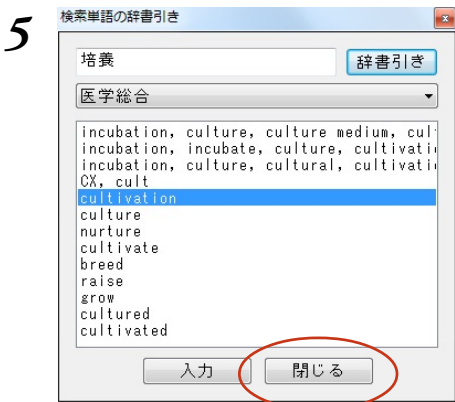 5
検索単語の辞書引き
x
培養
辞書引き
医学総合
incubation, culture, culture medium, cul
incubation, incubate, culture, cultivati
incubation, culture, cultural, cultivati
CX, cult
cultivation
culture
nurture
cultivate
breed
raise
grow
cultured
cultivated
入力
閉じる